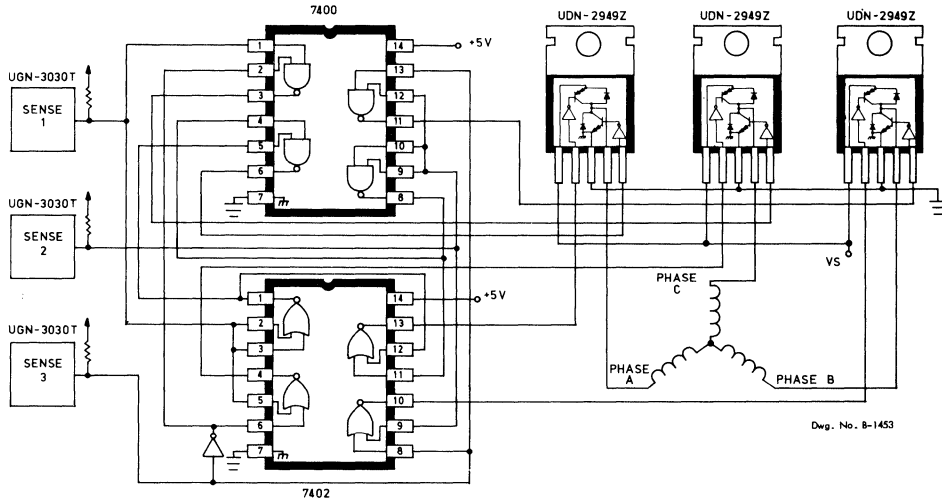 7400
UDN-2949Z
UDN-2949Z
UDN-2949Z
UGN-3030T
SENSE
1
1
2
3
4
5
6
7
14
13
12
11
10
9
8
+5V
UGN-3030T
SENSE
2
VS
UGN-3030T
SENSE
3
1
2
3
4
5
6
7
14
13
12
11
10
9
8
+5V
PHASE
C
PHASE
A
PHASE B
Dwg. No. B-1453
7402